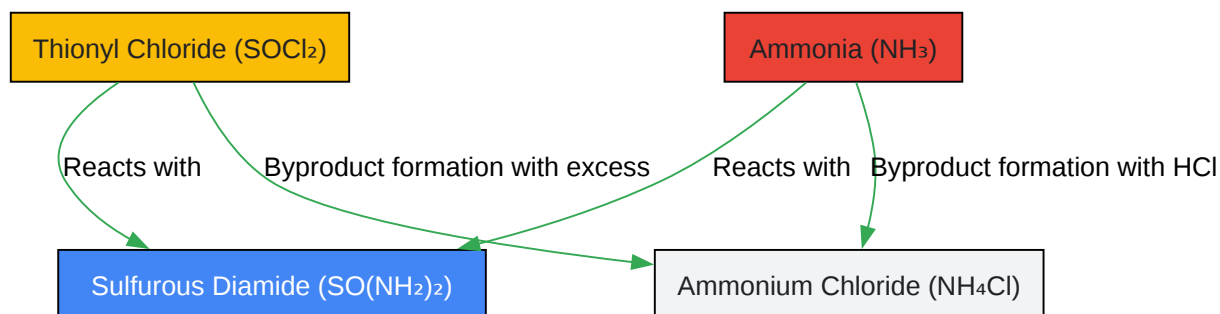 Thionyl Chloride (SOCl₂)
Ammonia (NH₃)
Reacts with
Byproduct formation with excess
Reacts with
Byproduct formation with HCl
Sulfurous Diamide (SO(NH₂)₂)
Ammonium Chloride (NH₄Cl)